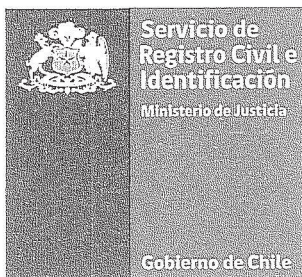 Servicio de
Registro Civil e
Identificación
Ministerio de Justicia
Gobierno de Chile